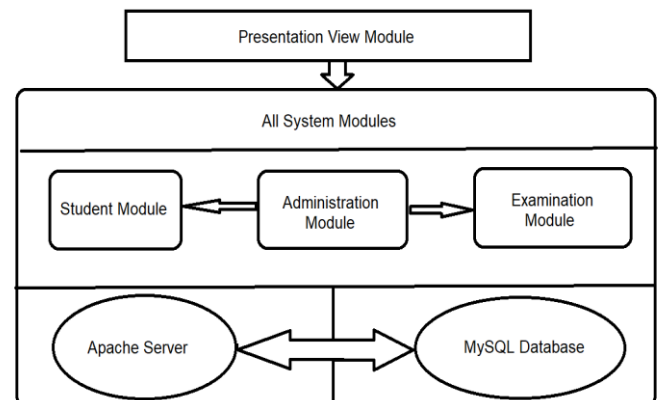 Presentation View Module
All System Modules
Student Module
Administration
Module
Examination
Module
Apache Server
MySQL Database